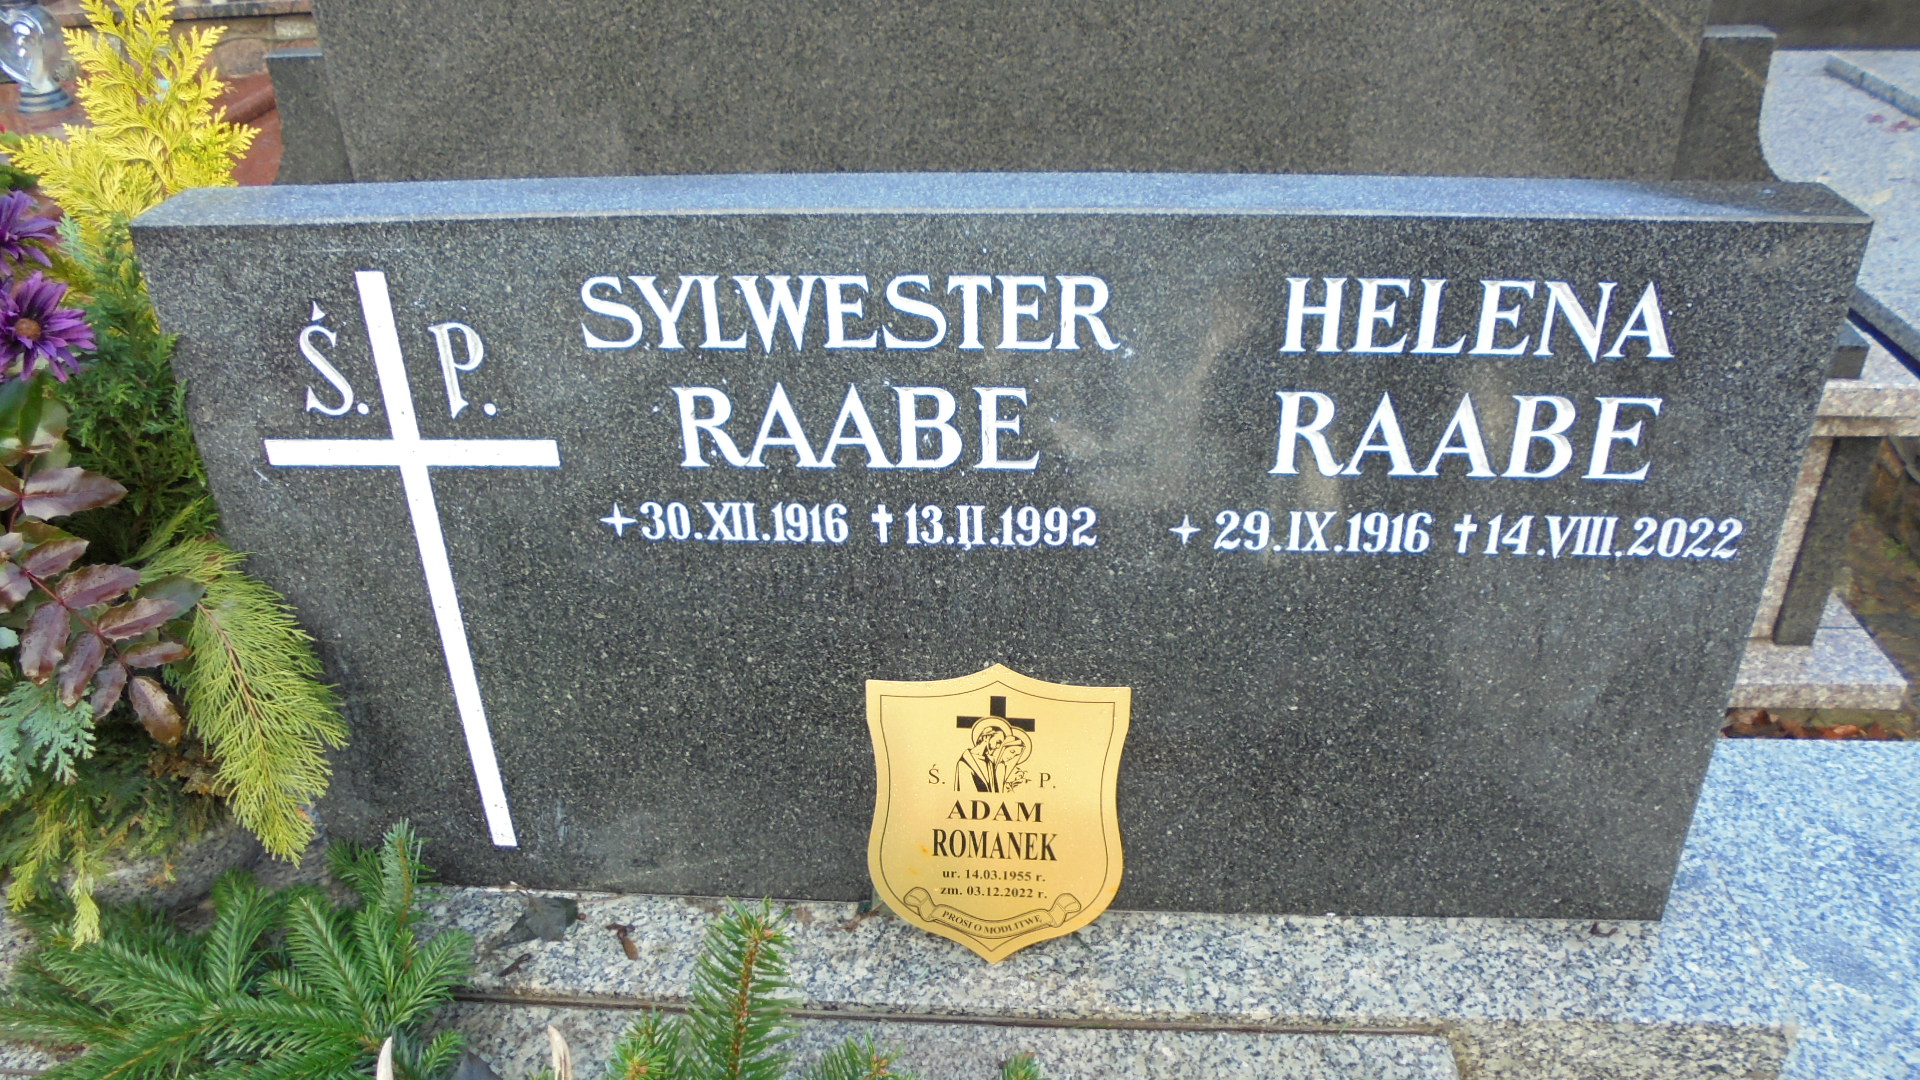 Ś. P.
SYLWESTER
RAABE
+30.XII.1916 †13.II.1992
HELENA
RAABE
+29.IX.1916 †14.VIII.2022
Ś. P.
ADAM
ROMANEK
ur. 14.03.1955 r.
zm. 03.12.2022 r.
PROSI O MODLITWĘ